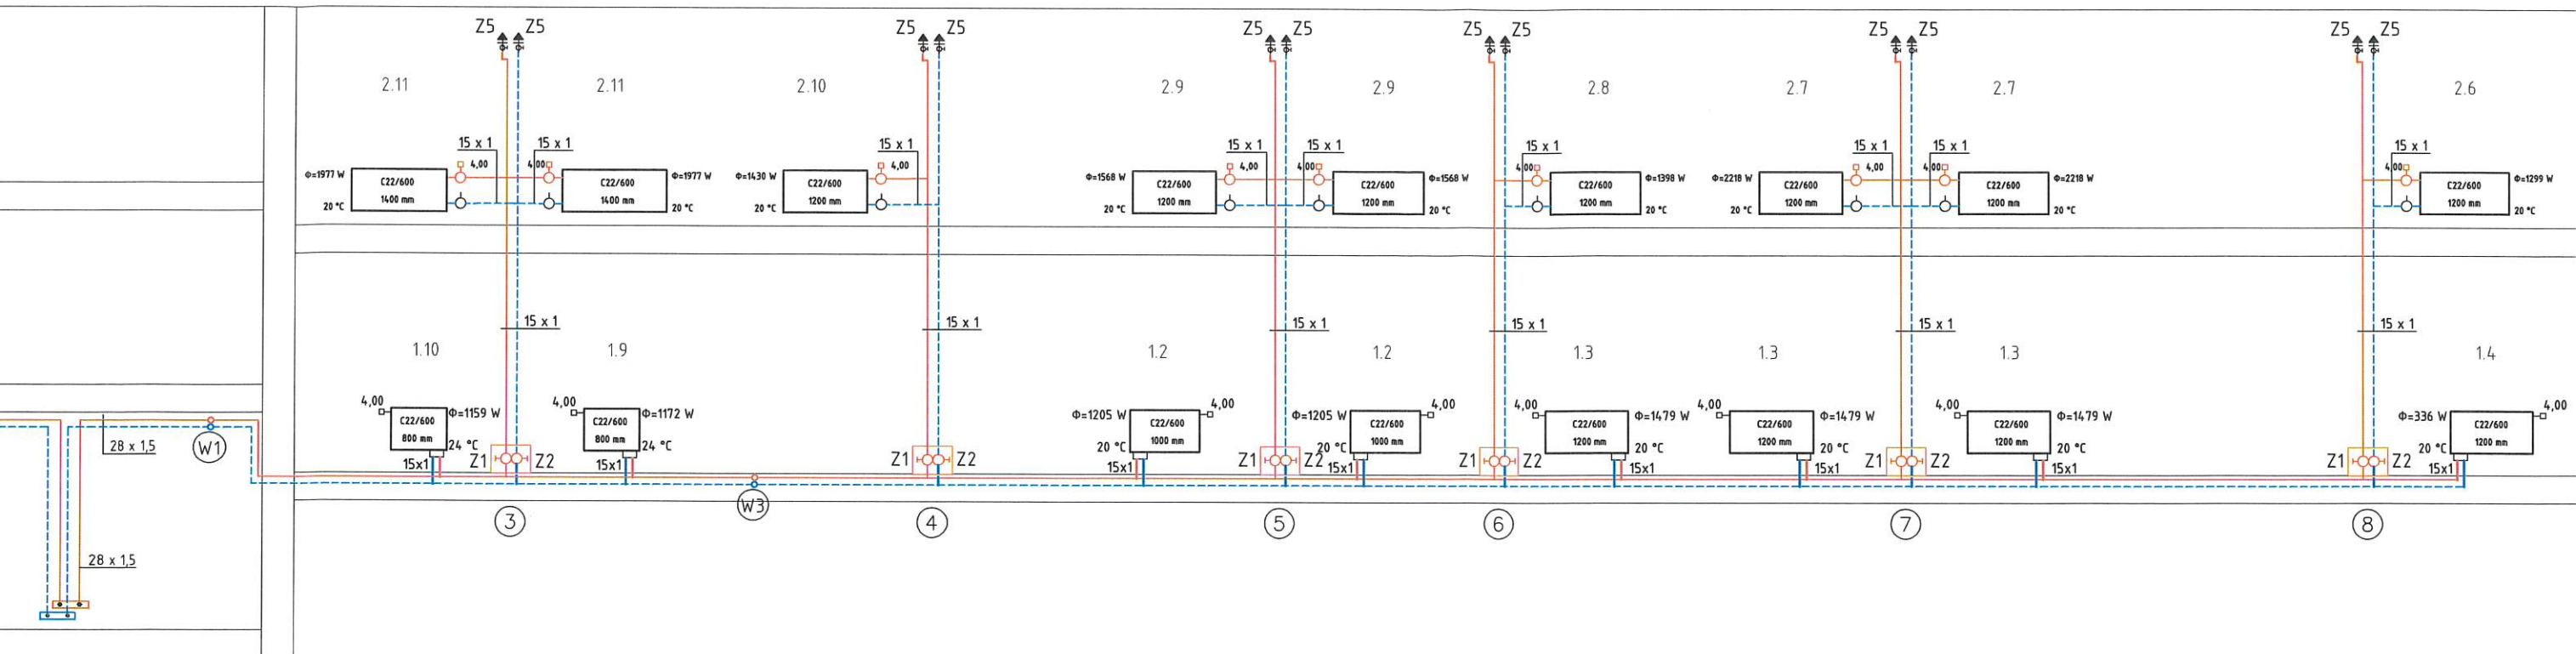 Z5 Z5 Z5 Z5 Z5 Z5 Z5 Z5 Z5 Z5 Z5 Z5
2.11 2.11 2.10 2.9 2.9 2.8 2.7 2.7 2.6
15 x 1 15 x 1 15 x 1 15 x 1 15 x 1 15 x 1 15 x 1 15 x 1 15 x 1
4,00 4,00 4,00 4,00 4,00 4,00 4,00 4,00 4,00
Φ=1977 W C22/600 C22/600 Φ=1977 W Φ=1430 W C22/600 Φ=1568 W C22/600 C22/600 Φ=1568 W C22/600 Φ=1398 W Φ=2218 W C22/600 C22/600 Φ=2218 W C22/600 Φ=1299 W
20 °C 1400 mm 1400 mm 20 °C 20 °C 1200 mm 20 °C 1200 mm 1200 mm 20 °C 1200 mm 20 °C 20 °C 1200 mm 1200 mm 20 °C 1200 mm 20 °C
15 x 1 15 x 1 15 x 1 15 x 1 15 x 1 15 x 1
1.10 1.9 1.2 1.2 1.3 1.3 1.3 1.4
4,00 4,00 4,00 4,00 4,00 4,00 4,00 4,00
C22/600 Φ=1159 W C22/600 Φ=1172 W Φ=1205 W C22/600 Φ=1205 W C22/600 C22/600 Φ=1479 W C22/600 Φ=1479 W C22/600 Φ=1479 W Φ=336 W C22/600
800 mm 24 °C 800 mm 24 °C 20 °C 1000 mm 20 °C 1000 mm 1200 mm 20 °C 1200 mm 20 °C 1200 mm 20 °C 20 °C 1200 mm
28 x 1,5 W1
15x1 Z1 Z2 15x1 Z1 Z2 15x1 Z1 Z2 15x1 Z1 Z2 15x1 15x1 Z1 Z2 15x1 Z1 Z2 15x1
W3
3 4 5 6 7 8
28 x 1,5